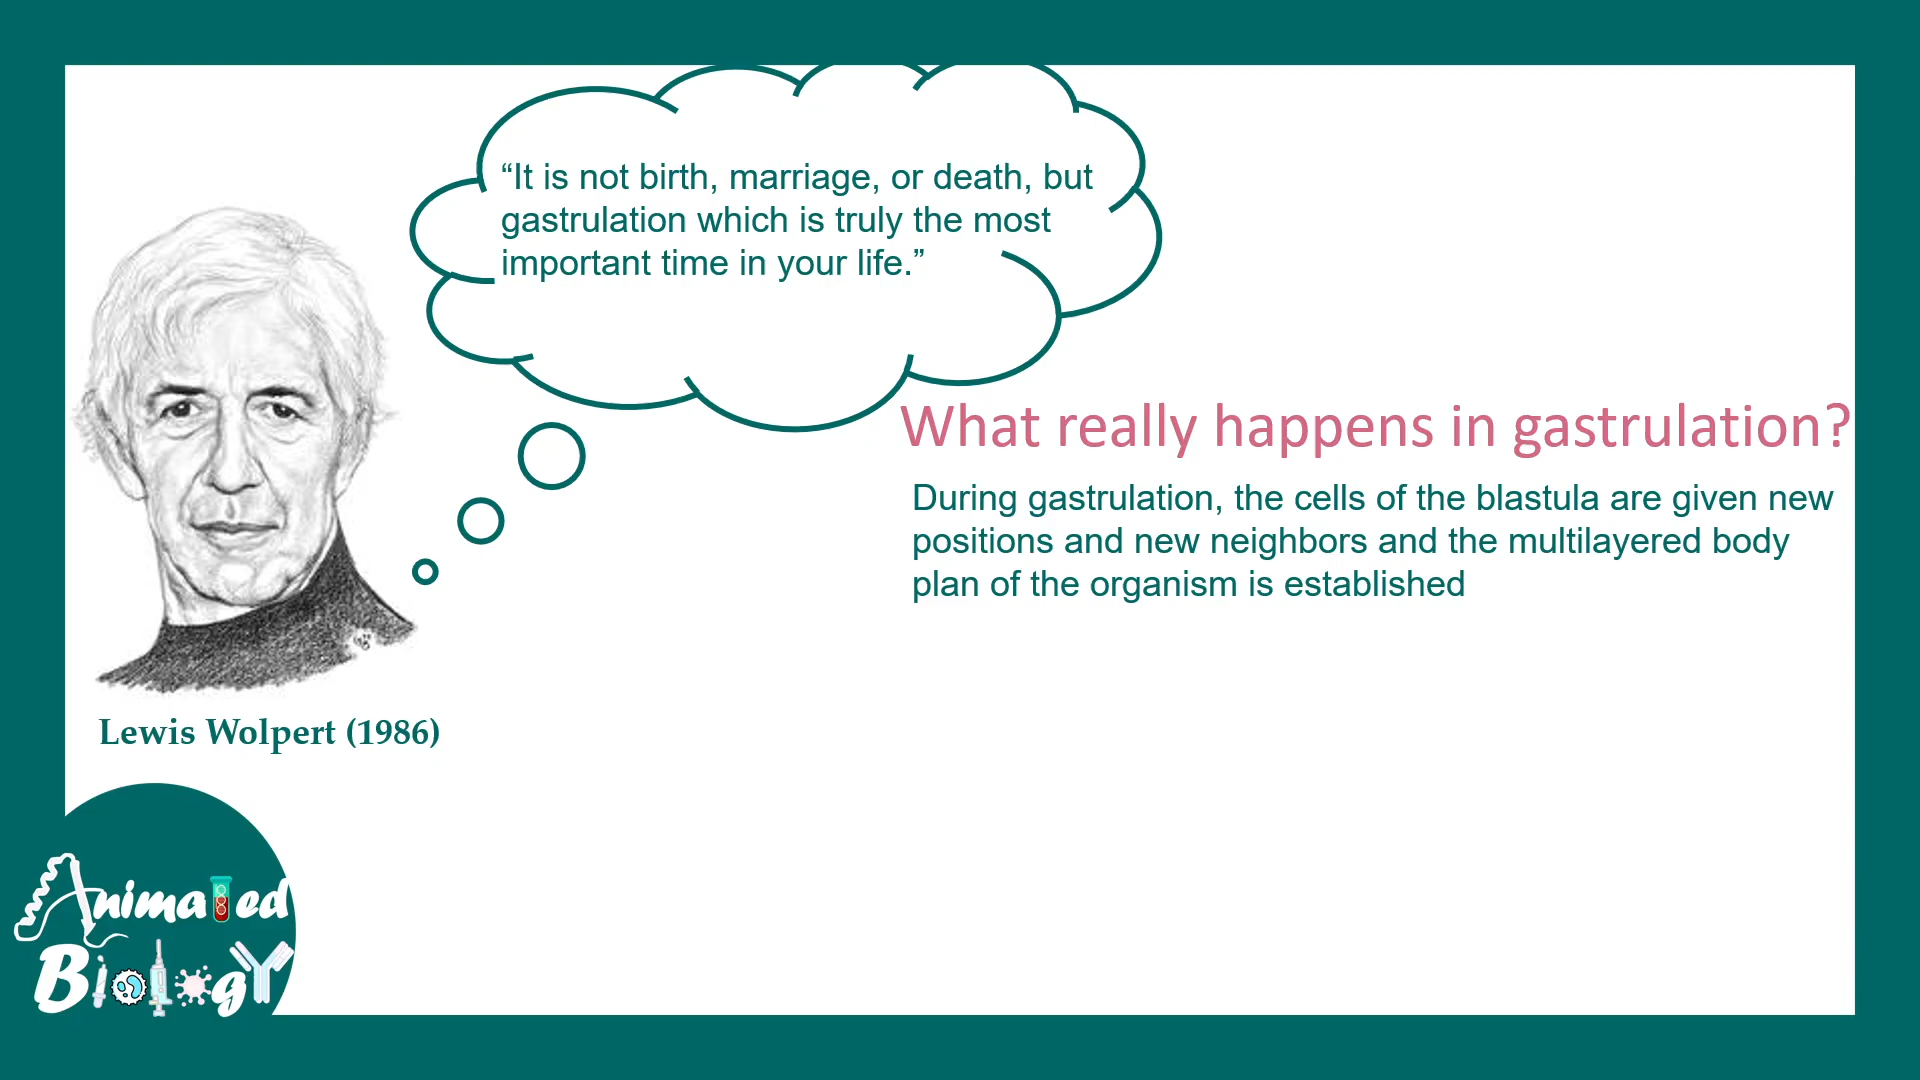 “It is not birth, marriage, or death, but
gastrulation which is truly the most
important time in your life.”
What really happens in gastrulation?
During gastrulation, the cells of the blastula are given new
positions and new neighbors and the multilayered body
plan of the organism is established
Lewis Wolpert (1986)
Animated
Biology